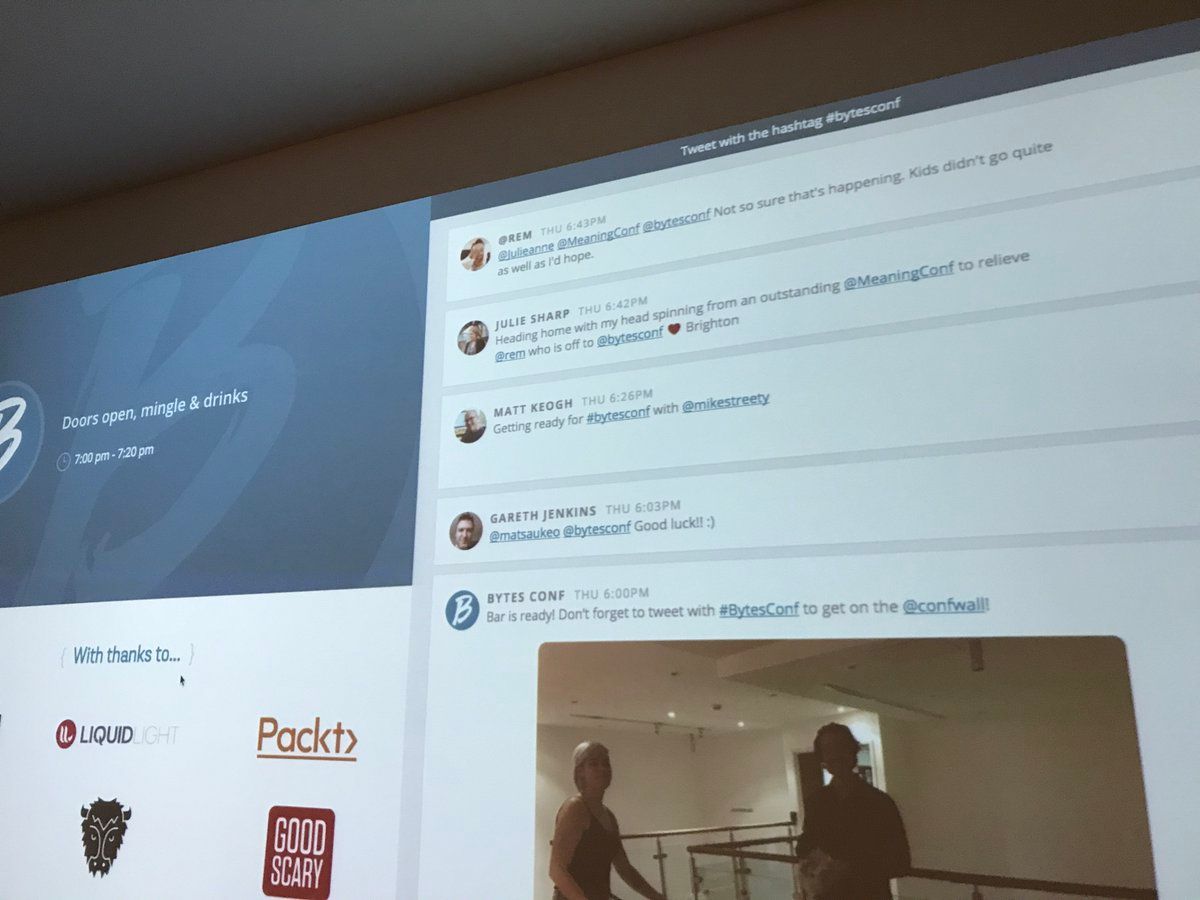 Tweet with the hashtag #bytesconf
@REM THU 6:43PM
@Julieanne @MeaningConf @bytesconf Not so sure that's happening. Kids didn't go quite
as well as I'd hope.
JULIE SHARP THU 6:42PM
Heading home with my head spinning from an outstanding @MeaningConf to relieve
@rem who is off to @bytesconf ❤ Brighton
MATT KEOGH THU 6:26PM
Getting ready for #bytesconf with @mikestreety
GARETH JENKINS THU 6:03PM
@matsaukeo @bytesconf Good luck!! :)
B BYTES CONF THU 6:00PM
Bar is ready! Don't forget to tweet with #BytesConf to get on the @confwall!
B
Doors open, mingle & drinks
7:00 pm - 7:20 pm
{ With thanks to... }
ll LIQUIDLIGHT
Packt>
GOOD
SCARY